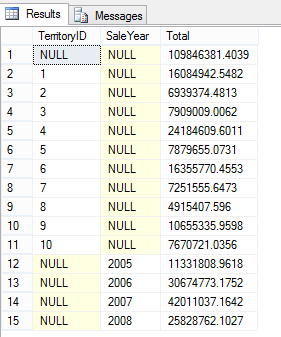 Results Messages
TerritoryID SaleYear Total
1 NULL NULL 109846381.4039
2 1 NULL 16084942.5482
3 2 NULL 6939374.4813
4 3 NULL 7909009.0062
5 4 NULL 24184609.6011
6 5 NULL 7879655.0731
7 6 NULL 16355770.4553
8 7 NULL 7251555.6473
9 8 NULL 4915407.596
10 9 NULL 10655335.9598
11 10 NULL 7670721.0356
12 NULL 2005 11331808.9618
13 NULL 2006 30674773.1752
14 NULL 2007 42011037.1642
15 NULL 2008 25828762.1027